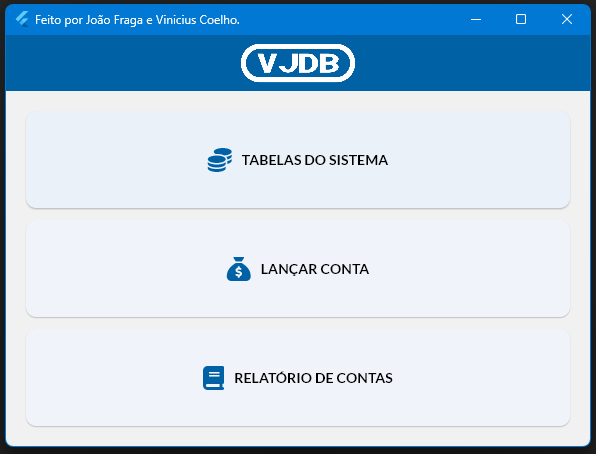 Feito por João Fraga e Vinicius Coelho.
VJDB
TABELAS DO SISTEMA
LANÇAR CONTA
RELATÓRIO DE CONTAS